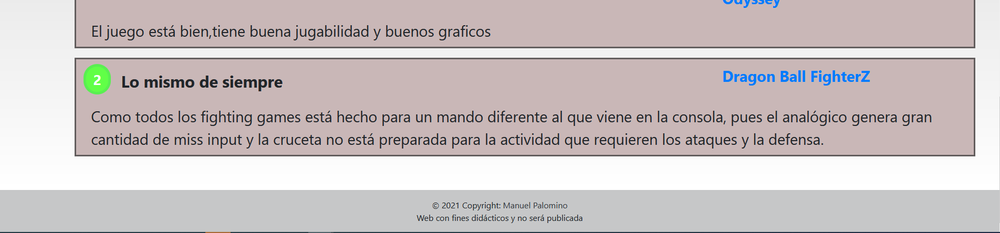 Odyssey
El juego está bien,tiene buena jugabilidad y buenos graficos
2
Lo mismo de siempre
Dragon Ball FighterZ
Como todos los fighting games está hecho para un mando diferente al que viene en la consola, pues el analógico genera gran
cantidad de miss input y la cruceta no está preparada para la actividad que requieren los ataques y la defensa.
© 2021 Copyright: Manuel Palomino
Web con fines didácticos y no será publicada